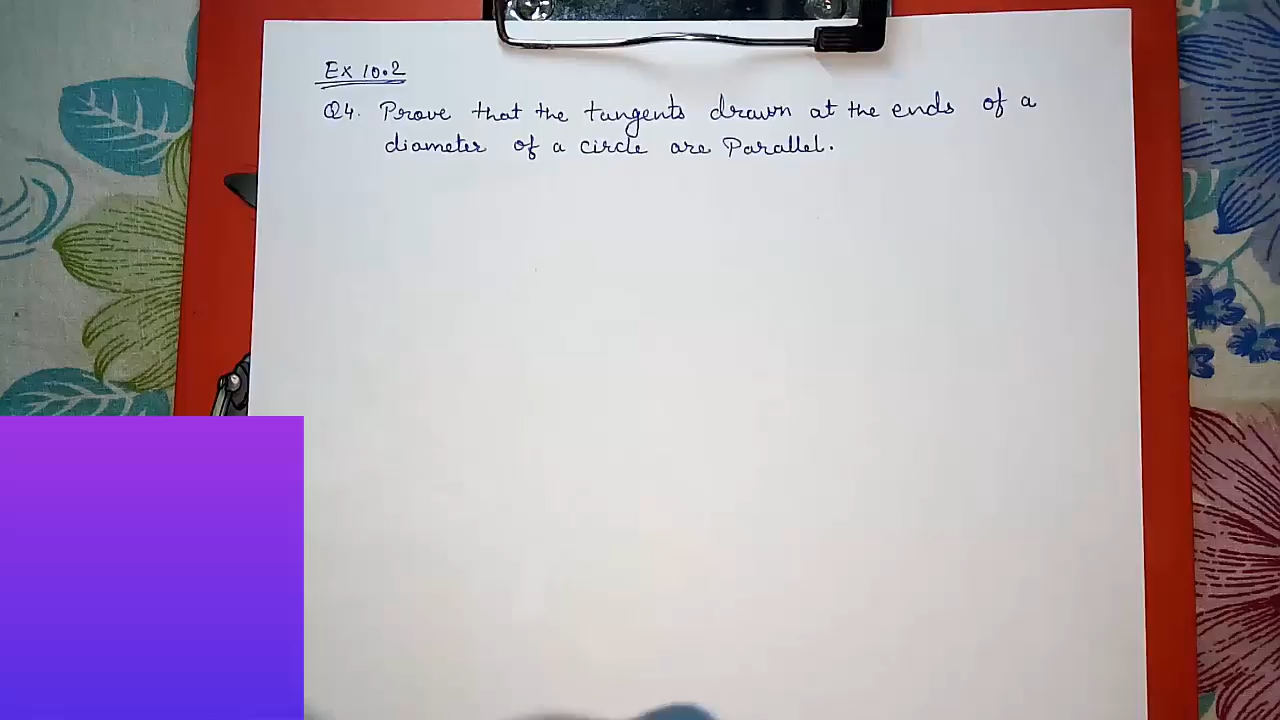 Ex 10.2
Q4. Prove that the tangents drawn at the ends of a
diameter of a circle are Parallel.